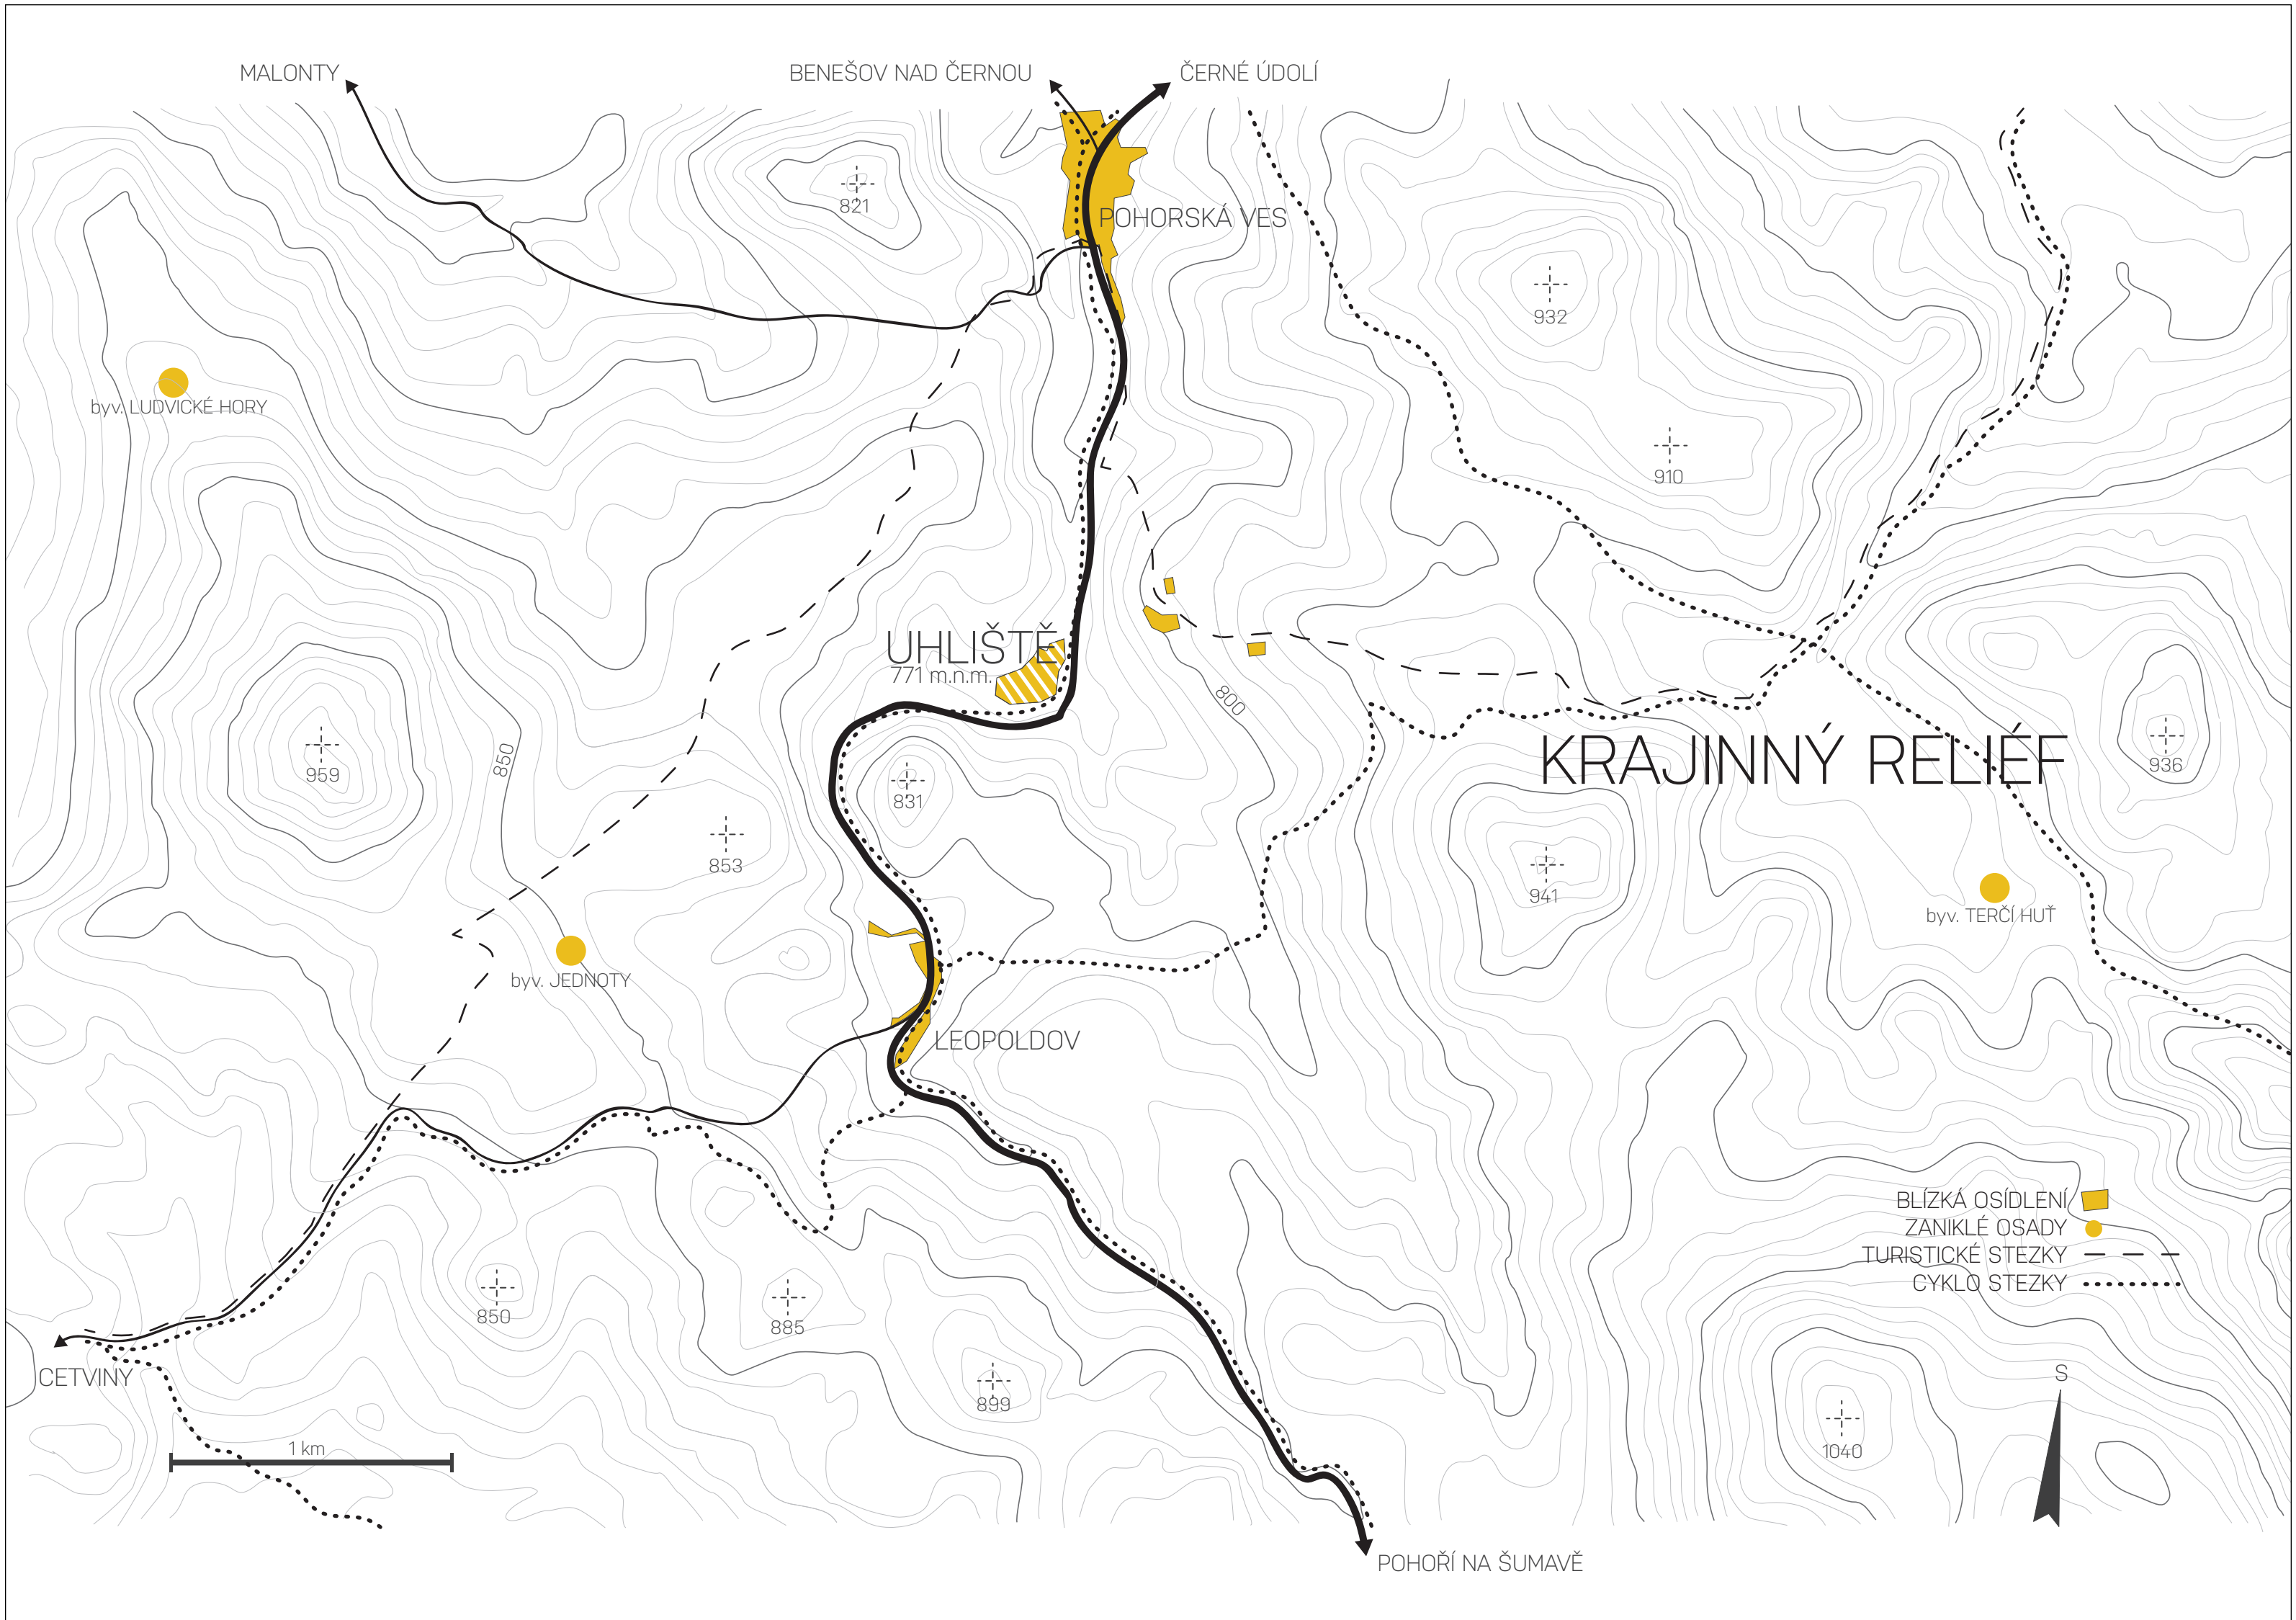 MALONTY
BENEŠOV NAD ČERNOU
ČERNÉ ÚDOLÍ
821
POHORSKÁ VES
932
byv. LUDVICKÉ HORY
910
UHLIŠTĚ
771 m.n.m.
800
850
KRAJINNÝ RELIÉF
959
936
831
853
941
byv. TERČÍ HUŤ
byv. JEDNOTY
LEOPOLDOV
BLÍZKÁ OSÍDLENÍ
ZANIKLÉ OSADY
TURISTICKÉ STEZKY
CYKLO STEZKY
850
885
CETVINY
899
S
1 km
1040
POHOŘÍ NA ŠUMAVĚ